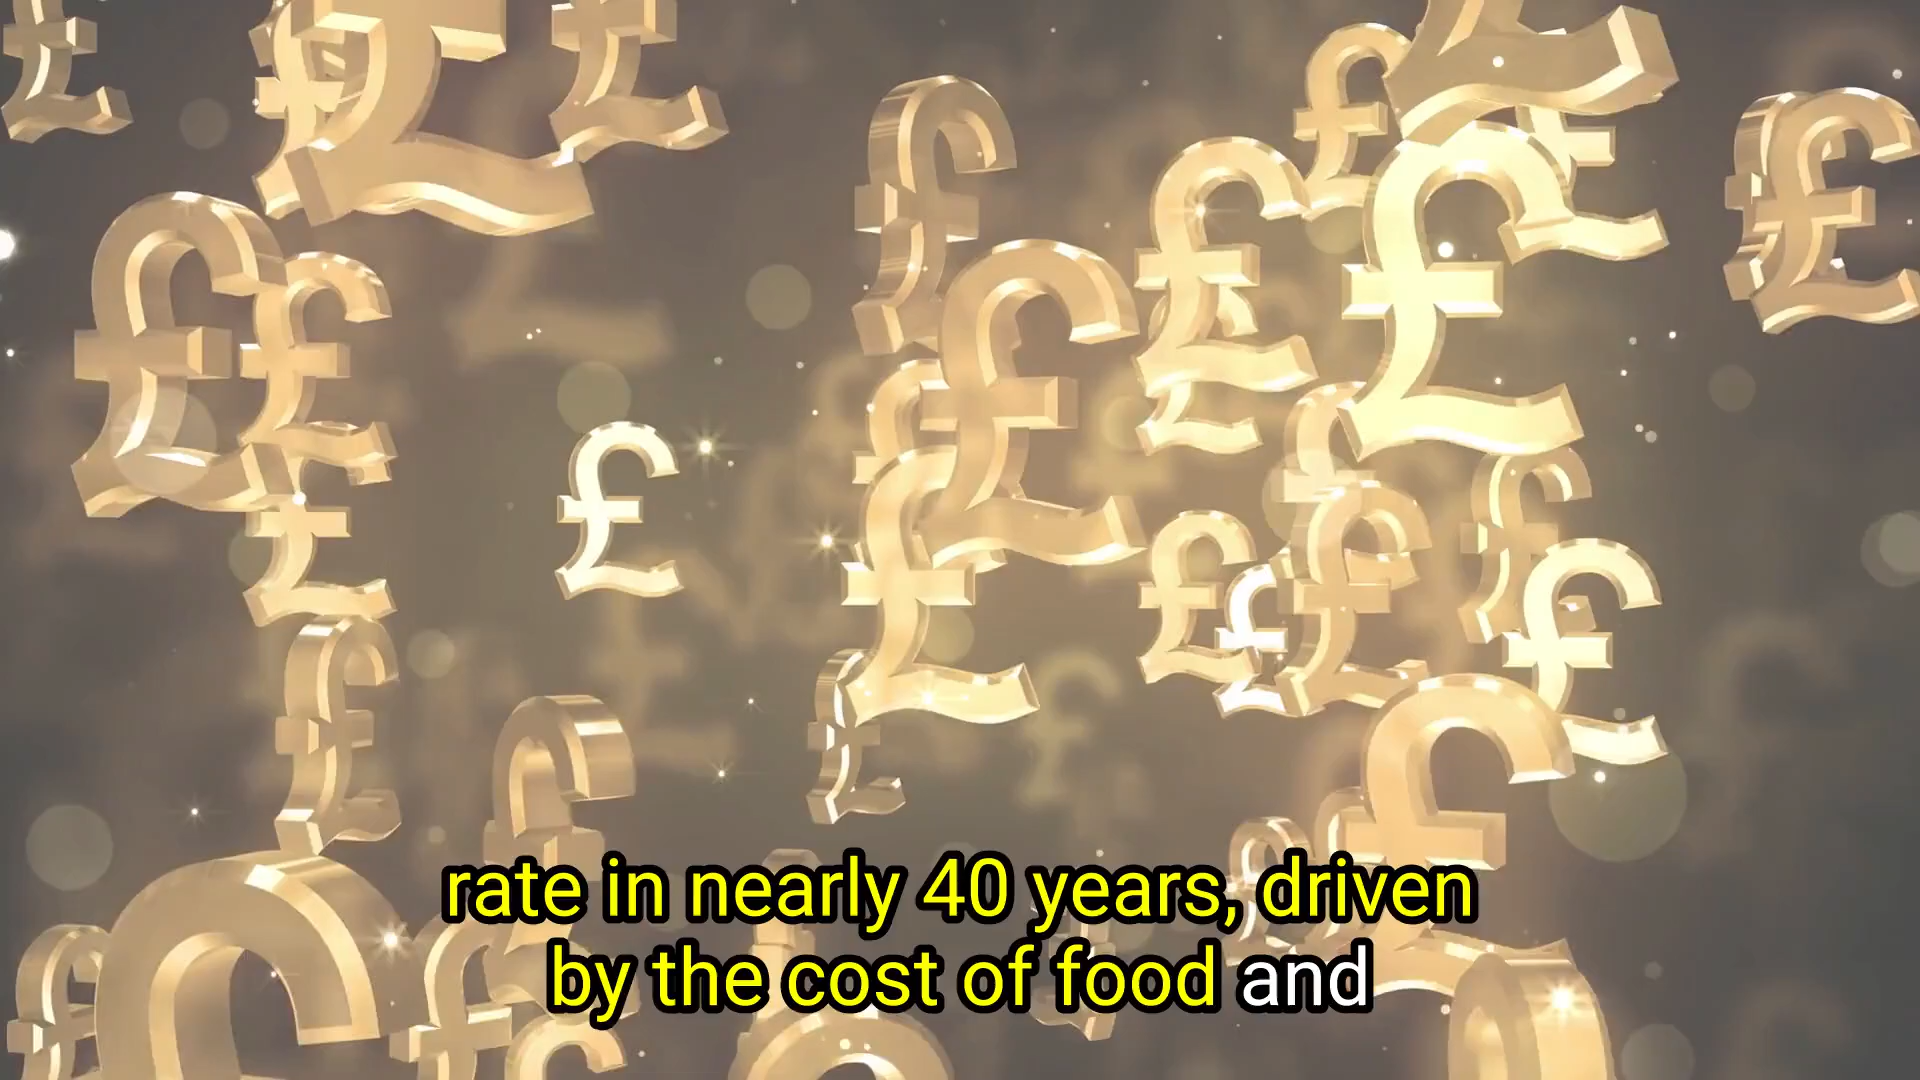 rate in nearly 40 years, driven
by the cost of food and